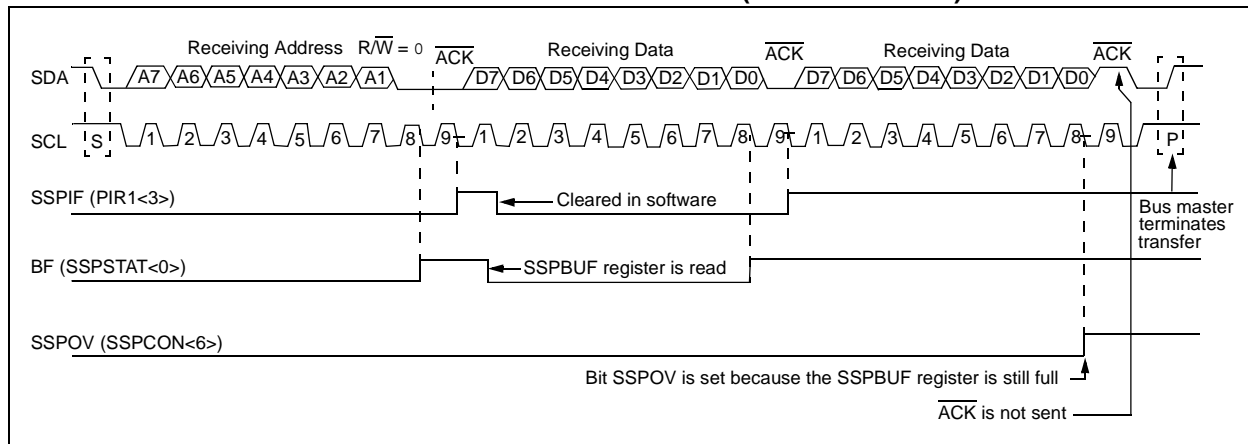 Receiving Address R/W = 0 ACK Receiving Data ACK Receiving Data ACK
SDA A7 A6 A5 A4 A3 A2 A1 D7 D6 D5 D4 D3 D2 D1 D0 D7 D6 D5 D4 D3 D2 D1 D0
SCL S 1 2 3 4 5 6 7 8 9 1 2 3 4 5 6 7 8 9 1 2 3 4 5 6 7 8 9 P
SSPIF (PIR1<3>) Cleared in software Bus master
terminates
transfer
BF (SSPSTAT<0>) SSPBUF register is read
SSPOV (SSPCON<6>)
Bit SSPOV is set because the SSPBUF register is still full
ACK is not sent